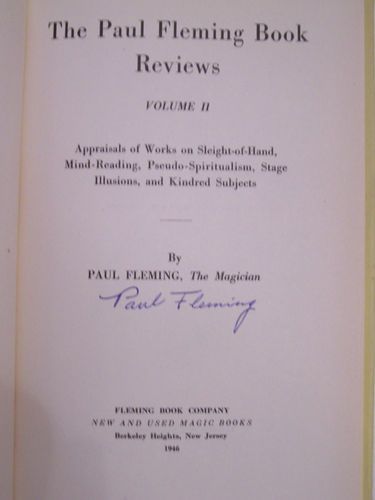 The Paul Fleming Book
Reviews
VOLUME II
Appraisals of Works on Sleight-of-Hand,
Mind-Reading, Pseudo-Spiritualism, Stage
Illusions, and Kindred Subjects
By
PAUL FLEMING, The Magician
Paul Fleming
FLEMING BOOK COMPANY
NEW AND USED MAGIC BOOKS
Berkeley Heights, New Jersey
1946